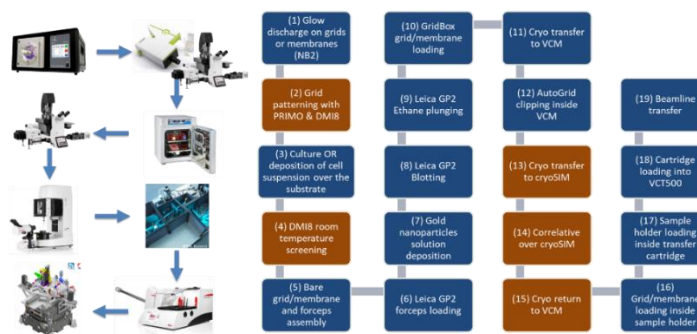 (1) Glow
discharge on grids
or membranes
(NB2)
(2) Grid
patterning with
PRIMO & DMI8
(3) Culture OR
deposition of cell
suspension over the
substrate
(4) DMI8 room
temperature
screening
(5) Bare
grid/membrane
and forceps
assembly
(6) Leica GP2
forceps loading
(7) Gold
nanoparticles
solution
deposition
(8) Leica GP2
Blotting
(9) Leica GP2
Ethane plunging
(10) GridBox
grid/membrane
loading
(11) Cryo transfer
to VCM
(12) AutoGrid
clipping inside
VCM
(13) Cryo transfer
to cryoSIM
(14) Correlative
over cryoSIM
(15) Cryo return
to VCM
(16)
Grid/membrane
loading inside
sample holder
(17) Sample
holder loading
inside transfer
cartridge
(18) Cartridge
loading into
VCT500
(19) Beamline
transfer